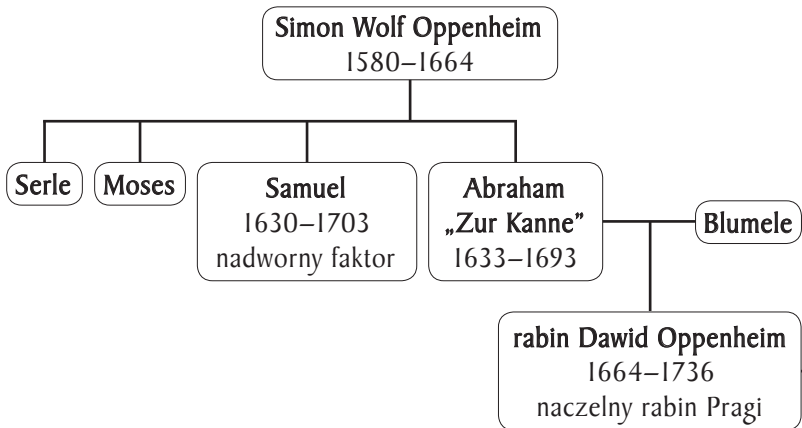 Simon Wolf Oppenheim
1580–1664
Serle
Moses
Samuel
1630–1703
nadworny faktor
Abraham
„Zur Kanne”
1633–1693
Blumele
rabin Dawid Oppenheim
1664–1736
naczelny rabin Pragi